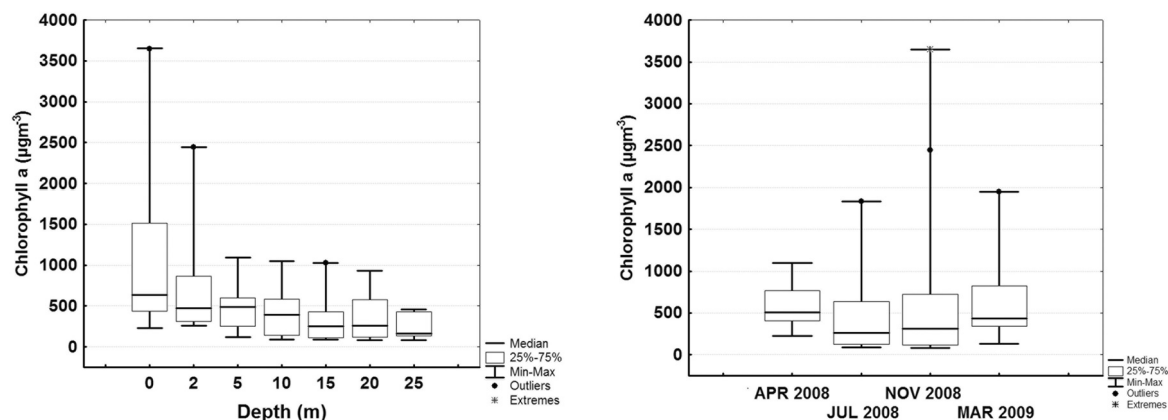 4000
3500
3000
2500
2000
1500
1000
500
0
Chlorophyll a (µgm-³)
0 2 5 10 15 20 25
Depth (m)
Median
25%-75%
Min-Max
Outliers
Extremes
4000
3500
3000
2500
2000
1500
1000
500
0
Chlorophyll a (µgm-³)
APR 2008 NOV 2008
JUL 2008 MAR 2009
Median
25%-75%
Min-Max
Outliers
Extremes